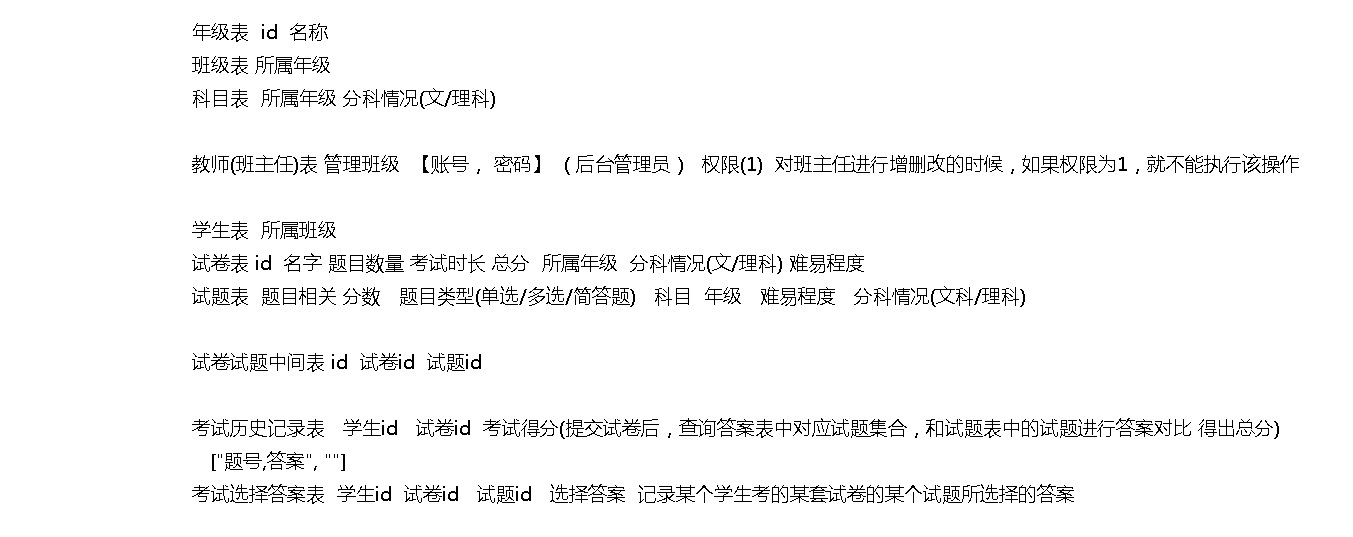 年级表  id  名称
班级表 所属年级
科目表  所属年级 分科情况(文/理科)
教师(班主任)表 管理班级  【账号， 密码】 （ 后台管理员 ）  权限(1)  对班主任进行增删改的时候，如果权限为1，就不能执行该操作
学生表  所属班级
试卷表 id  名字 题目数量 考试时长 总分  所属年级  分科情况(文/理科) 难易程度
试题表  题目相关 分数   题目类型(单选/多选/简答题)   科目  年级   难易程度   分科情况(文科/理科)
试卷试题中间表 id  试卷id  试题id
考试历史记录表   学生id   试卷id  考试得分(提交试卷后，查询答案表中对应试题集合，和试题表中的试题进行答案对比 得出总分)
["题号,答案", ""]
考试选择答案表  学生id  试卷id   试题id   选择答案  记录某个学生考的某套试卷的某个试题所选择的答案